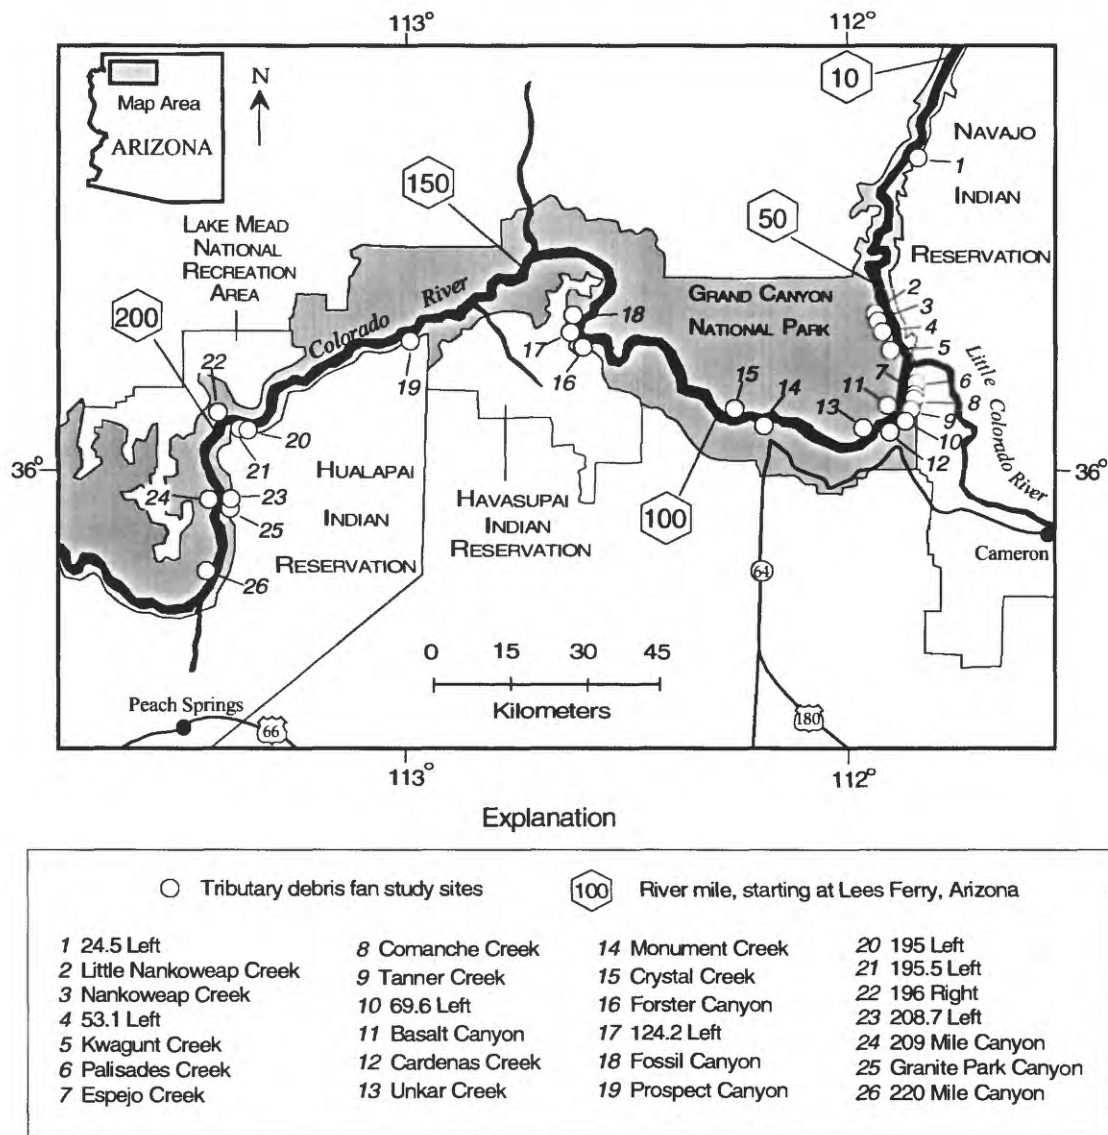 113°
112°
10
N
Map Area
ARIZONA
NAVAJO
INDIAN
RESERVATION
1
150
50
LAKE MEAD
NATIONAL
RECREATION
AREA
200
Colorado
River
GRAND CANYON
NATIONAL PARK
2
3
4
5
18
17
16
15
14
13
11
7
6
8
9
10
12
Little Colorado River
22
19
20
21
36°
36°
24
23
25
26
HUALAPAI
INDIAN
RESERVATION
HAVASUPAI
INDIAN
RESERVATION
100
Cameron
64
0 15 30 45
Kilometers
Peach Springs
66
180
113°
112°
Explanation
Tributary debris fan study sites
100 River mile, starting at Lees Ferry, Arizona
1 24.5 Left
2 Little Nankoweap Creek
3 Nankoweap Creek
4 53.1 Left
5 Kwagunt Creek
6 Palisades Creek
7 Espejo Creek
8 Comanche Creek
9 Tanner Creek
10 69.6 Left
11 Basalt Canyon
12 Cardenas Creek
13 Unkar Creek
14 Monument Creek
15 Crystal Creek
16 Forster Canyon
17 124.2 Left
18 Fossil Canyon
19 Prospect Canyon
20 195 Left
21 195.5 Left
22 196 Right
23 208.7 Left
24 209 Mile Canyon
25 Granite Park Canyon
26 220 Mile Canyon